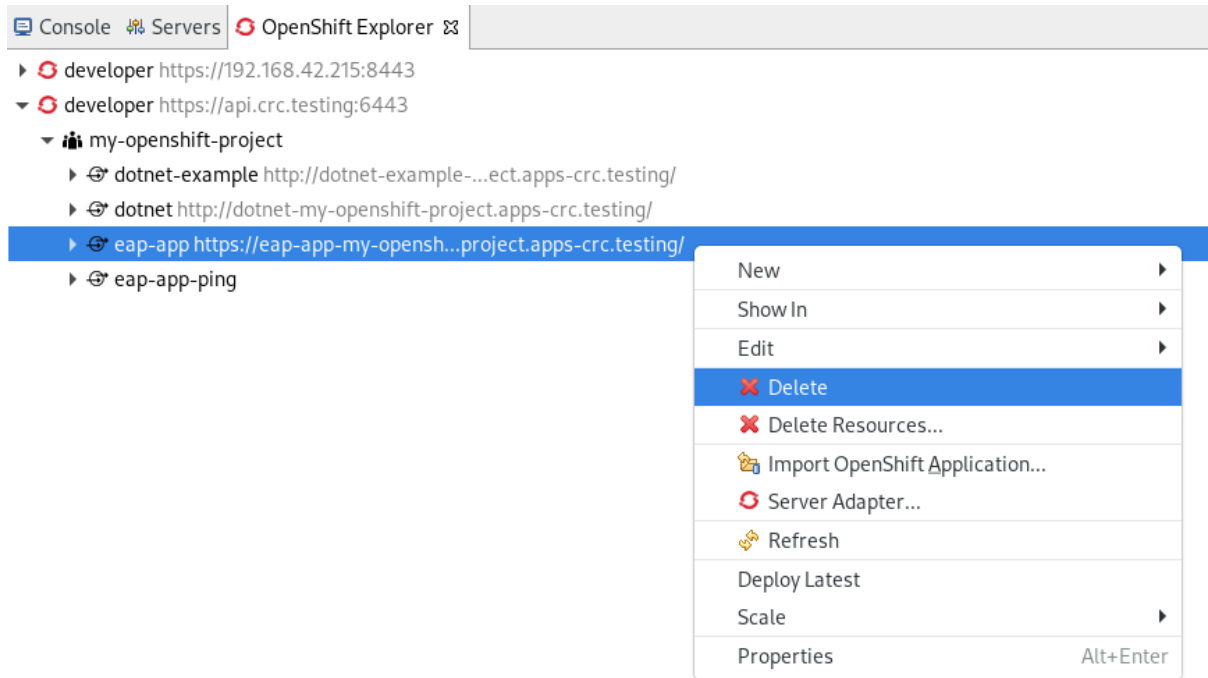 Console Servers OpenShift Explorer
developer https://192.168.42.215:8443
developer https://api.crc.testing:6443
my-openshift-project
dotnet-example http://dotnet-example-...ect.apps-crc.testing/
dotnet http://dotnet-my-openshift-project.apps-crc.testing/
eap-app https://eap-app-my-opensh...project.apps-crc.testing/
eap-app-ping
New
Show In
Edit
Delete
Delete Resources...
Import OpenShift Application...
Server Adapter...
Refresh
Deploy Latest
Scale
Properties Alt+Enter